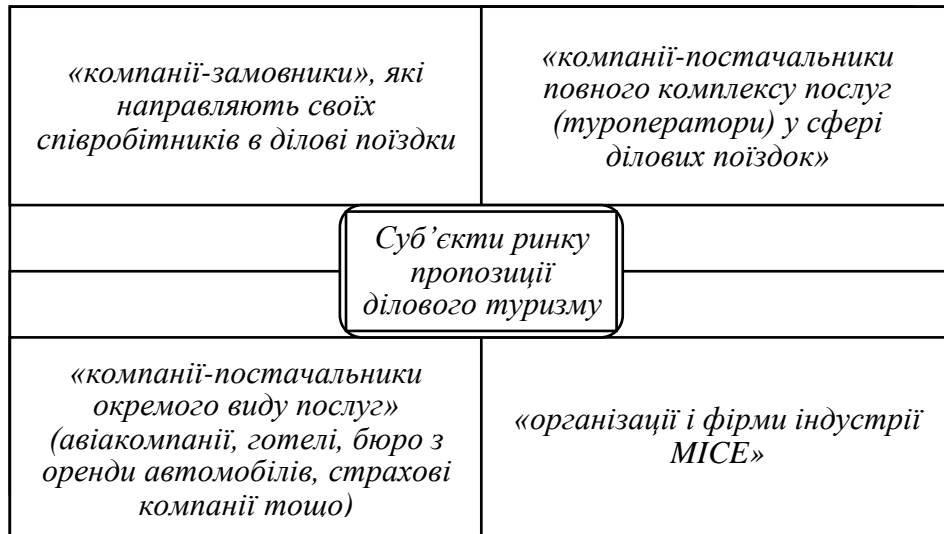 «компанії-замовники», які
направляють своїх
співробітників в ділові поїздки
«компанії-постачальники
повного комплексу послуг
(туроператори) у сфері
ділових поїздок»
Суб’єкти ринку
пропозиції
ділового туризму
«компанії-постачальники
окремого виду послуг»
(авіакомпанії, готелі, бюро з
оренди автомобілів, страхові
компанії тощо)
«організації і фірми індустрії
МІСЕ»